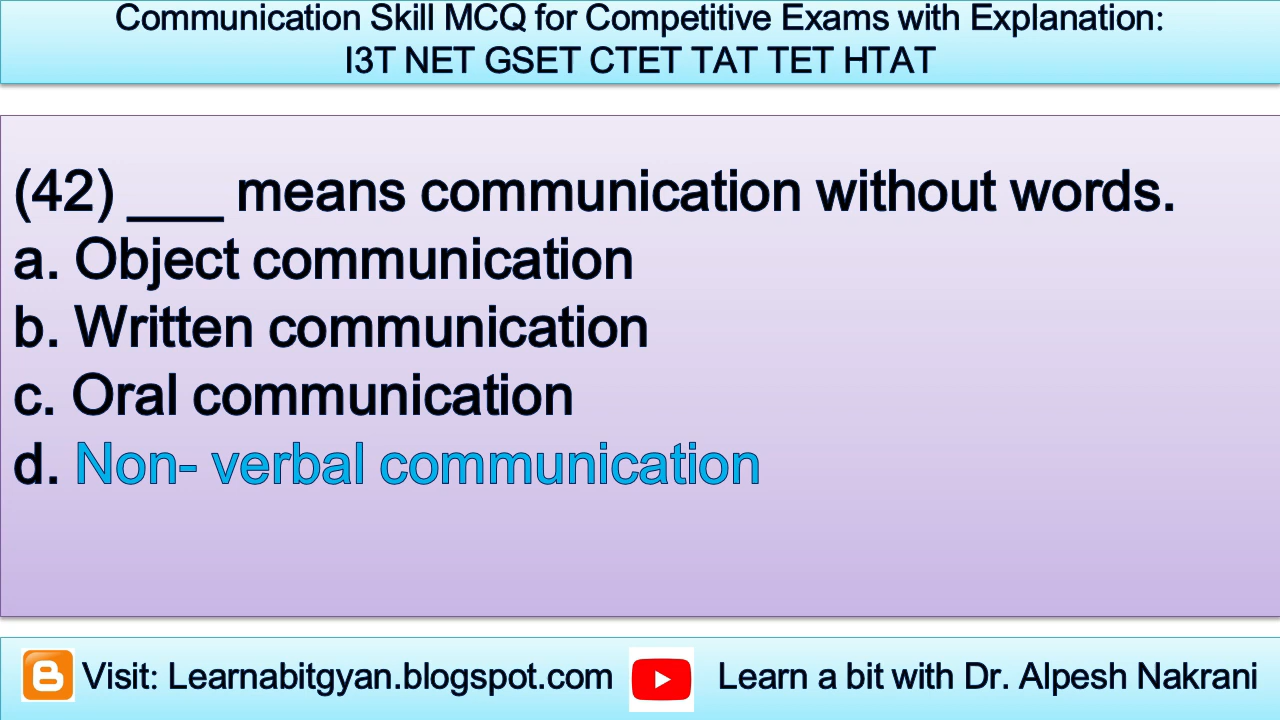 Communication Skill MCQ for Competitive Exams with Explanation:
I3T NET GSET CTET TAT TET HTAT
(42) ___ means communication without words.
a. Object communication
b. Written communication
c. Oral communication
d. Non- verbal communication
Visit: Learnabitgyan.blogspot.com Learn a bit with Dr. Alpesh Nakrani